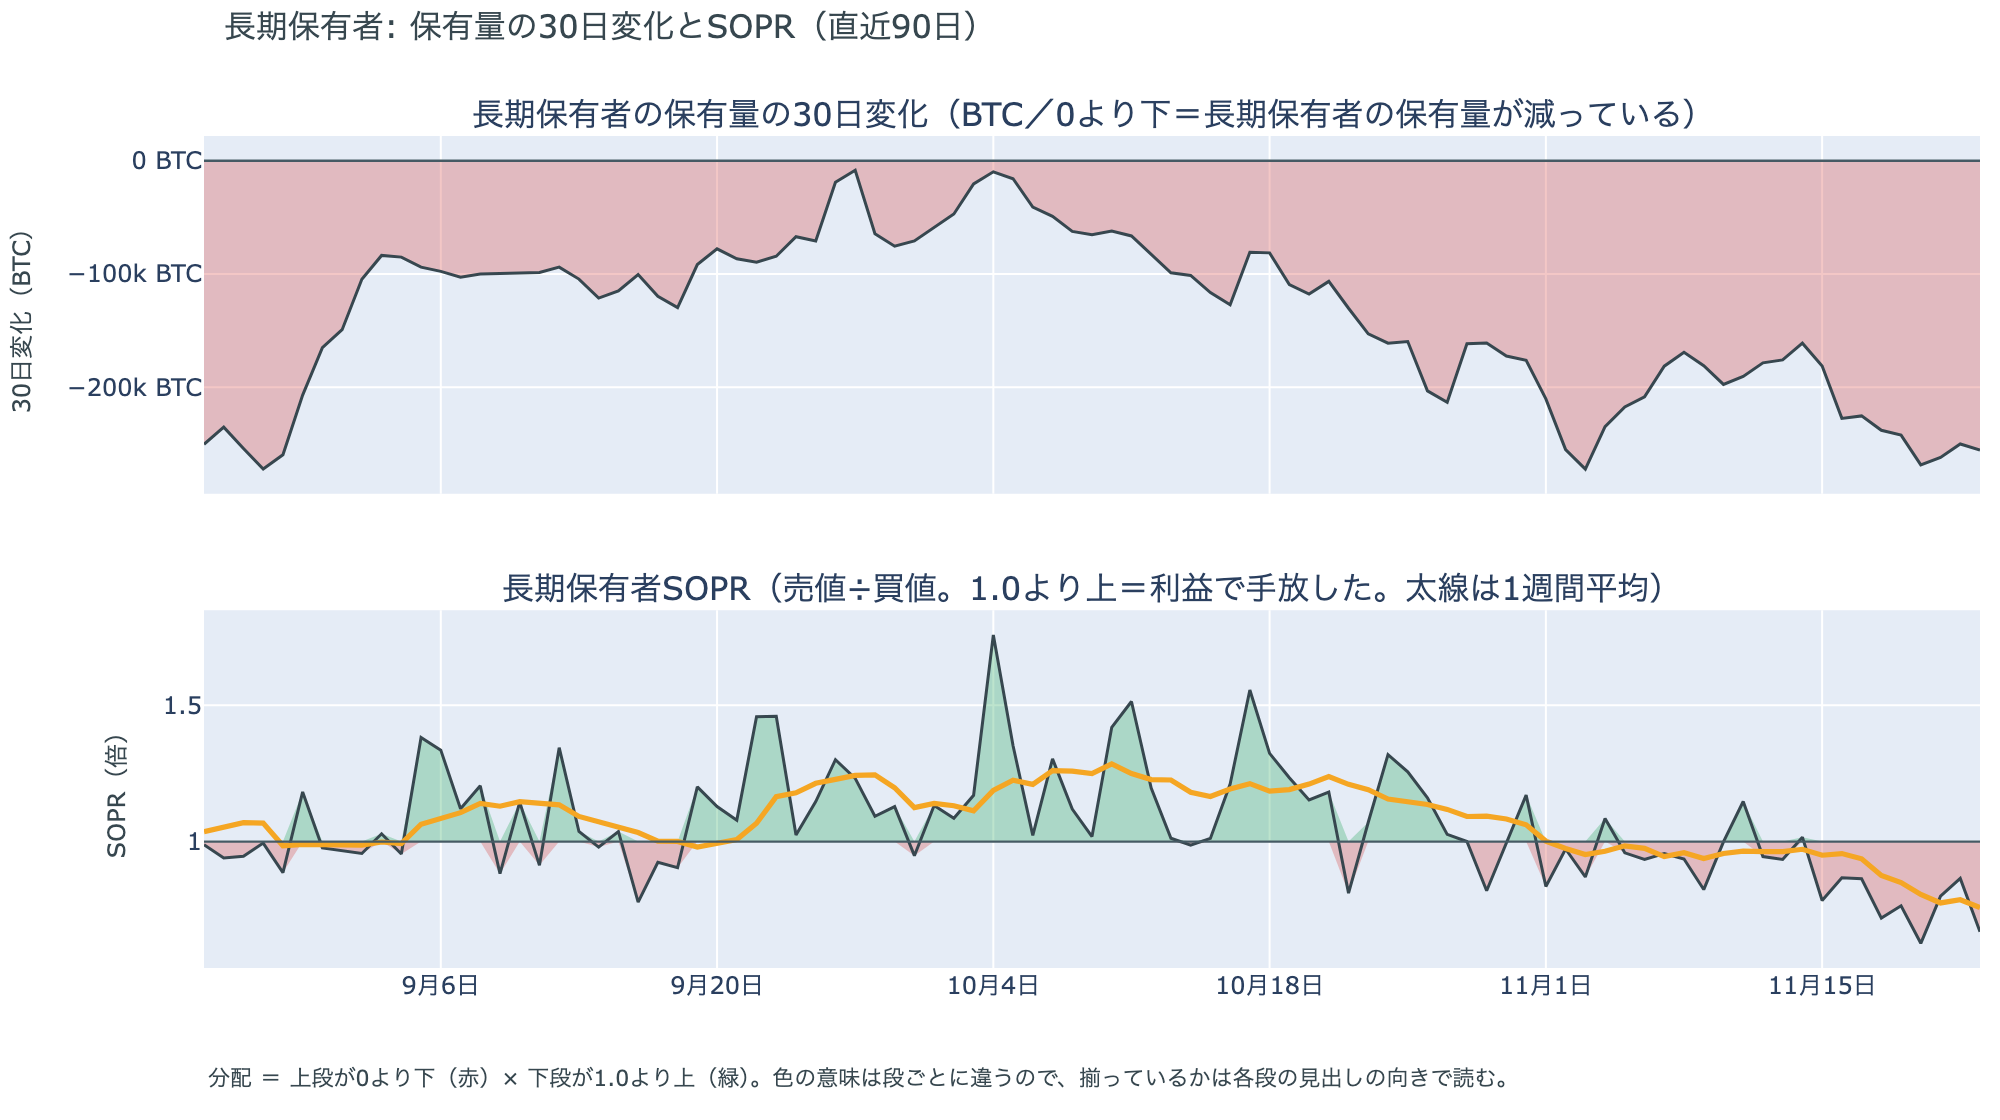 長期保有者: 保有量の30日変化とSOPR（直近90日）
長期保有者の保有量の30日変化（BTC／0より下＝長期保有者の保有量が減っている）
0 BTC
−100k BTC
−200k BTC
30日変化（BTC）
長期保有者SOPR（売値÷買値。1.0より上＝利益で手放した。太線は1週間平均）
1.5
1
SOPR（倍）
9月6日 9月20日 10月4日 10月18日 11月1日 11月15日
分配 ＝ 上段が0より下（赤）× 下段が1.0より上（緑）。色の意味は段ごとに違うので、揃っているかは各段の見出しの向きで読む。